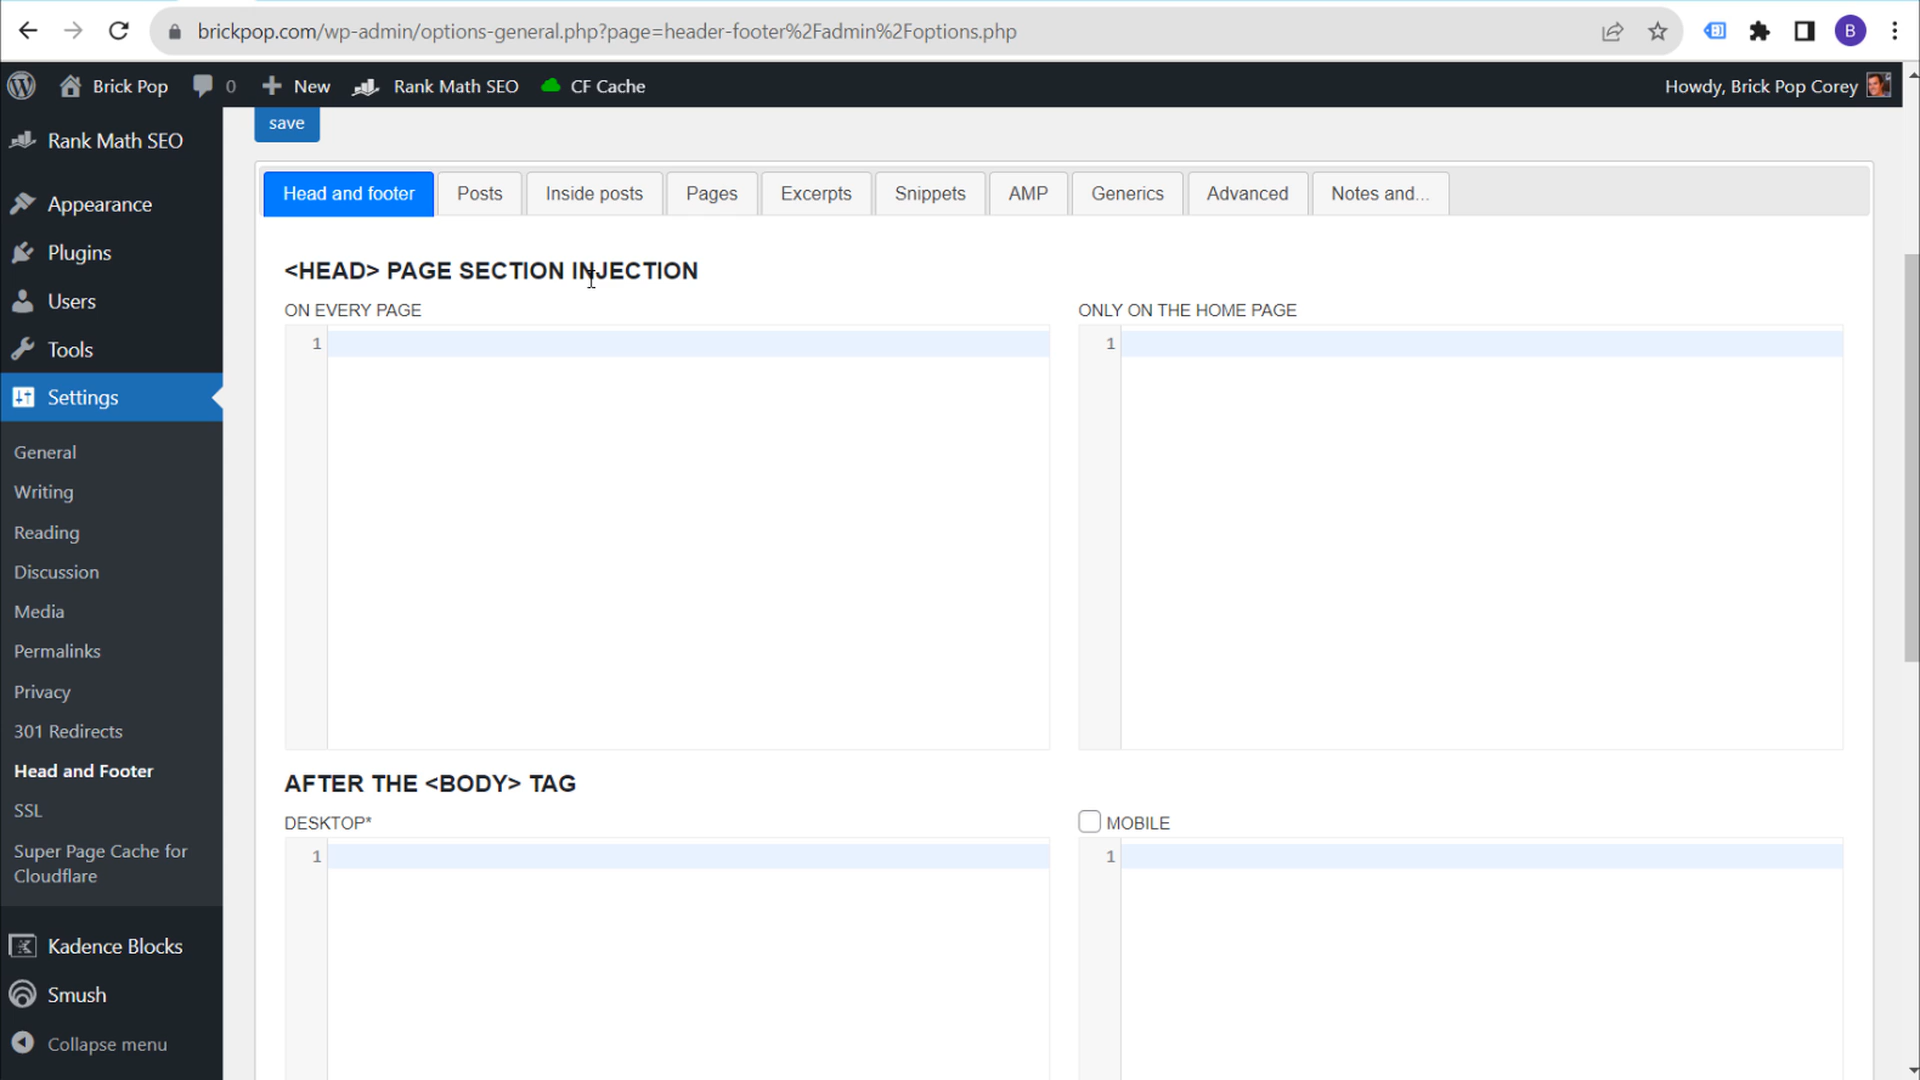 brickpop.com/wp-admin/options-general.php?page=header-footer%2Fadmin%2Foptions.php
B
Brick Pop
0
New
Rank Math SEO
CF Cache
Howdy, Brick Pop Corey
Rank Math SEO
Appearance
Plugins
Users
Tools
Settings
General
Writing
Reading
Discussion
Media
Permalinks
Privacy
301 Redirects
Head and Footer
SSL
Super Page Cache for
Cloudflare
Kadence Blocks
Smush
Collapse menu
save
Head and footer
Posts
Inside posts
Pages
Excerpts
Snippets
AMP
Generics
Advanced
Notes and...
<HEAD> PAGE SECTION INJECTION
ON EVERY PAGE
1
ONLY ON THE HOME PAGE
1
AFTER THE <BODY> TAG
DESKTOP*
1
MOBILE
1